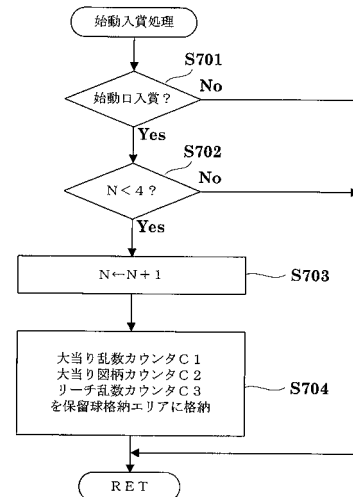 始動入賞処理
S701
始動口入賞？
No
Yes
S702
N＜4？
No
Yes
N←N＋1
S703
大当り乱数カウンタC1
大当り図柄カウンタC2
リーチ乱数カウンタC3
を保留球格納エリアに格納
S704
RET